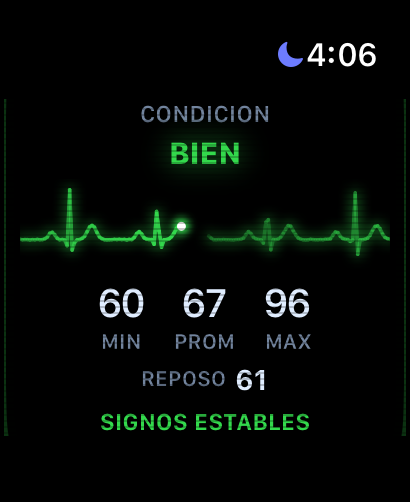 4:06
CONDICION
BIEN
60 67 96
MIN PROM MAX
REPOSO 61
SIGNOS ESTABLES